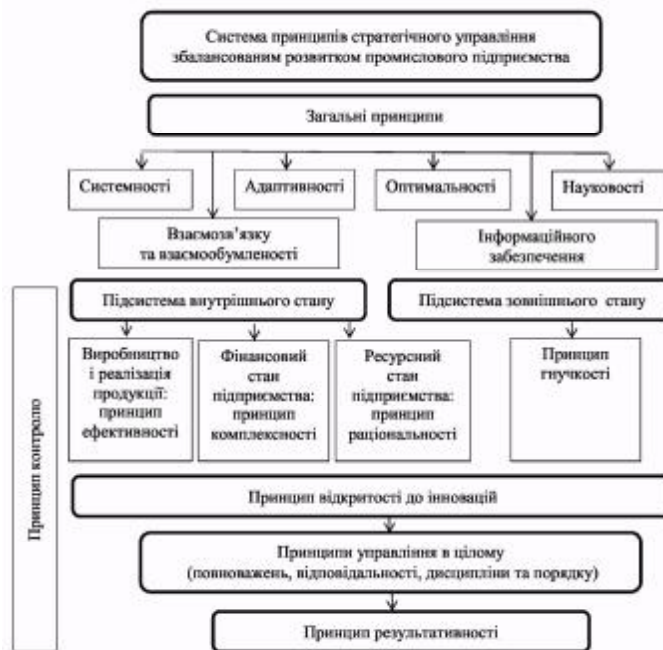 Система принципів стратегічного управління
збалансованим розвитком промислового підприємства
Загальні принципи
Системності
Адаптивності
Оптимальності
Науковості
Взаємозв’язку
та взаємообумленості
Інформаційного
забезпечення
Підсистема внутрішнього стану
Підсистема зовнішнього стану
Виробництво
і реалізація
продукції:
принцип
ефективності
Фінансовий
стан
підприємства:
принцип
комплексності
Ресурсний
стан
підприємства:
принцип
раціональності
Принцип
гнучкості
Принцип контролю
Принцип відкритості до інновацій
Принципи управління в цілому
(повноважень, відповідальності, дисципліни та порядку)
Принцип результативності